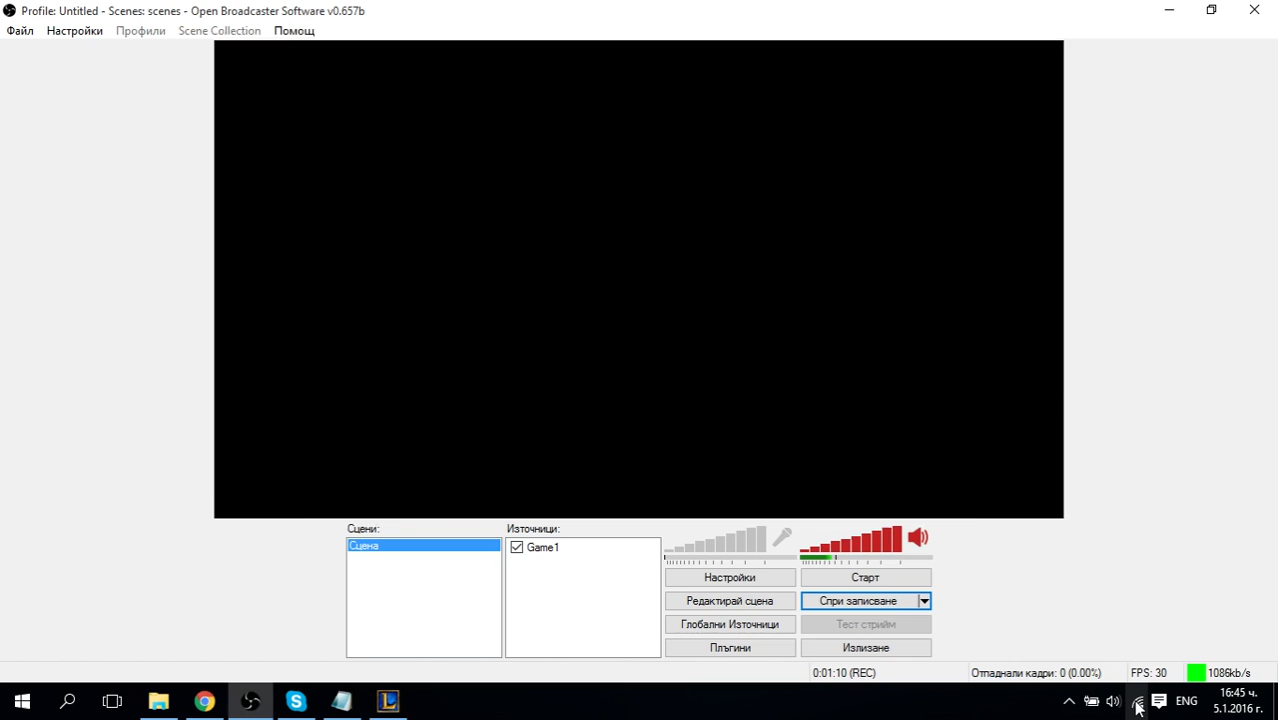 Profile: Untitled - Scenes: scenes - Open Broadcaster Software v0.657b
Файл Настройки Профили Scene Collection Помощ
Сцени: Източници:
Сцена
Game1
Настройки Старт
Редактирай сцена Спри записване
Глобални Източници Тест стрийм
Плъгини Излизане
0:01:10 (REC) Отпаднали кадри: 0 (0.00%) FPS: 30 1086kb/s
ENG
16:45 ч.
5.1.2016 г.